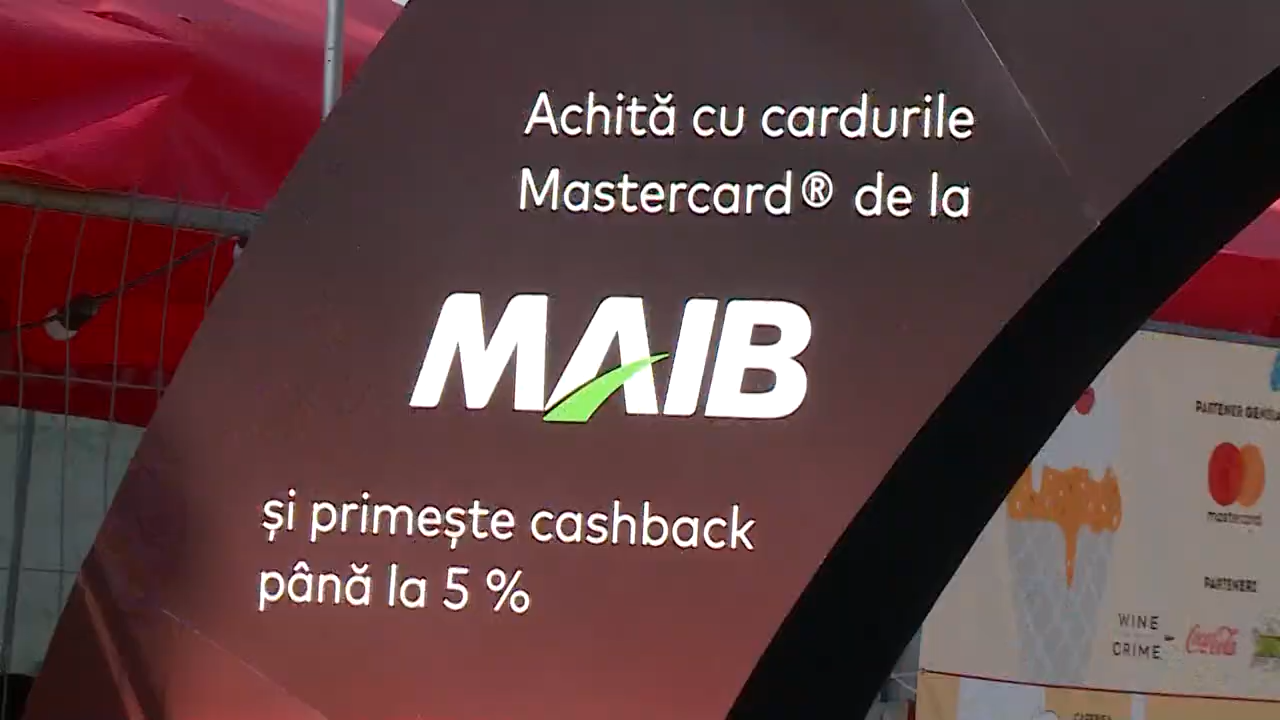 Achită cu cardurile
Mastercard® de la
MAIB
și primește cashback
până la 5 %
PARTENER
mastercard
PARTENERI
WINE
CRIME
Coca-Cola